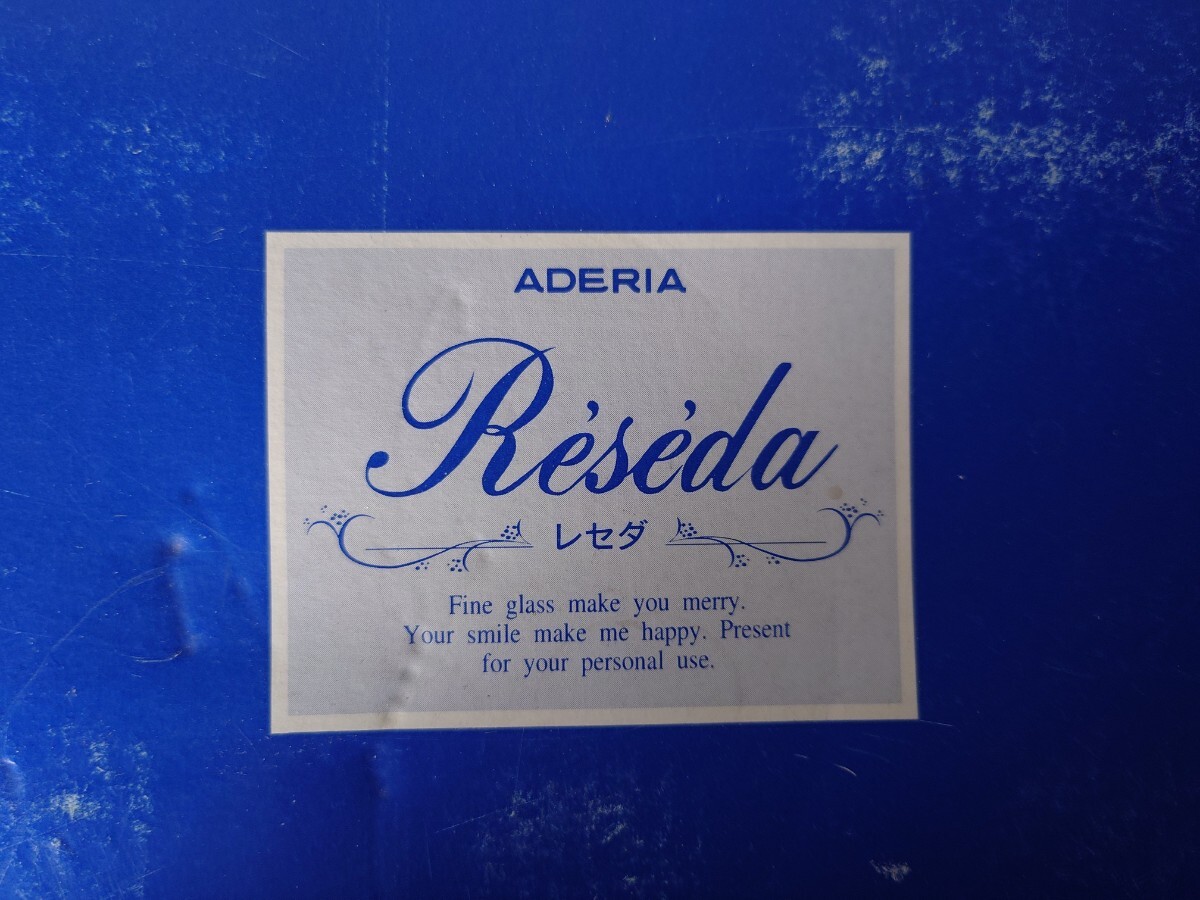 ADERIA
Réséda
レセダ
Fine glass make you merry.
Your smile make me happy. Present
for your personal use.